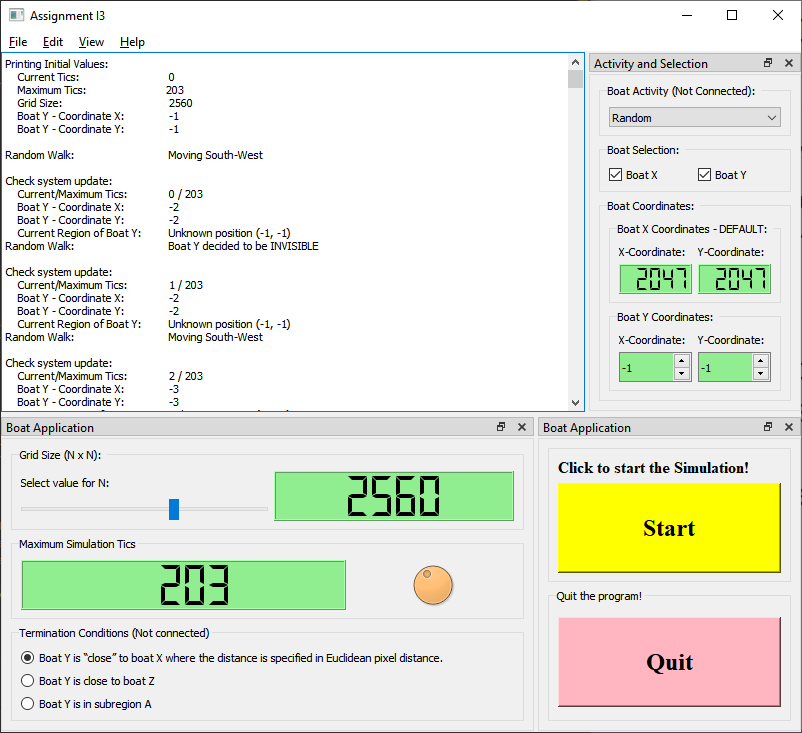 Assignment I3
File Edit View Help
Printing Initial Values:
Current Tics: 0
Maximum Tics: 203
Grid Size: 2560
Boat Y - Coordinate X: -1
Boat Y - Coordinate Y: -1
Random Walk: Moving South-West
Check system update:
Current/Maximum Tics: 0 / 203
Boat Y - Coordinate X: -2
Boat Y - Coordinate Y: -2
Current Region of Boat Y: Unknown position (-1, -1)
Random Walk: Boat Y decided to be INVISIBLE
Check system update:
Current/Maximum Tics: 1 / 203
Boat Y - Coordinate X: -2
Boat Y - Coordinate Y: -2
Current Region of Boat Y: Unknown position (-1, -1)
Random Walk: Moving South-West
Check system update:
Current/Maximum Tics: 2 / 203
Boat Y - Coordinate X: -3
Boat Y - Coordinate Y: -3
Activity and Selection
Boat Activity (Not Connected):
Random
Boat Selection:
Boat X Boat Y
Boat Coordinates:
Boat X Coordinates - DEFAULT:
X-Coordinate: Y-Coordinate:
2047 2047
Boat Y Coordinates:
X-Coordinate: Y-Coordinate:
-1 -1
Boat Application
Grid Size (N x N):
Select value for N:
2560
Maximum Simulation Tics
203
Termination Conditions (Not connected)
Boat Y is “close” to boat X where the distance is specified in Euclidean pixel distance.
Boat Y is close to boat Z
Boat Y is in subregion A
Boat Application
Click to start the Simulation!
Start
Quit the program!
Quit